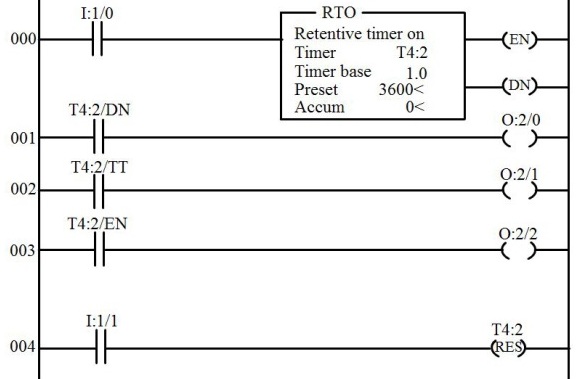 I:1/0
RTO
000
Retentive timer on
EN
Timer T4:2
Timer base 1.0
Preset 3600<
DN
Accum 0<
T4:2/DN
O:2/0
001
T4:2/TT
O:2/1
002
T4:2/EN
O:2/2
003
I:1/1
T4:2
004
RES